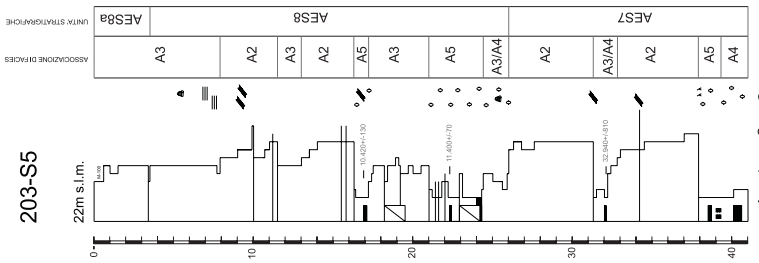 203-S5
22m s.l.m.
UNITA' STRATIGRAFICHE
AES8a AES8 AES7
ASSOCIAZIONE DI FACIES
A3 A2 A3 A2 A5 A3 A5 A3/A4 A2 A3/A4 A2 A5 A4
10.420+/-130
11.400+/-70
32.940+/-810
0 10 20 30 40